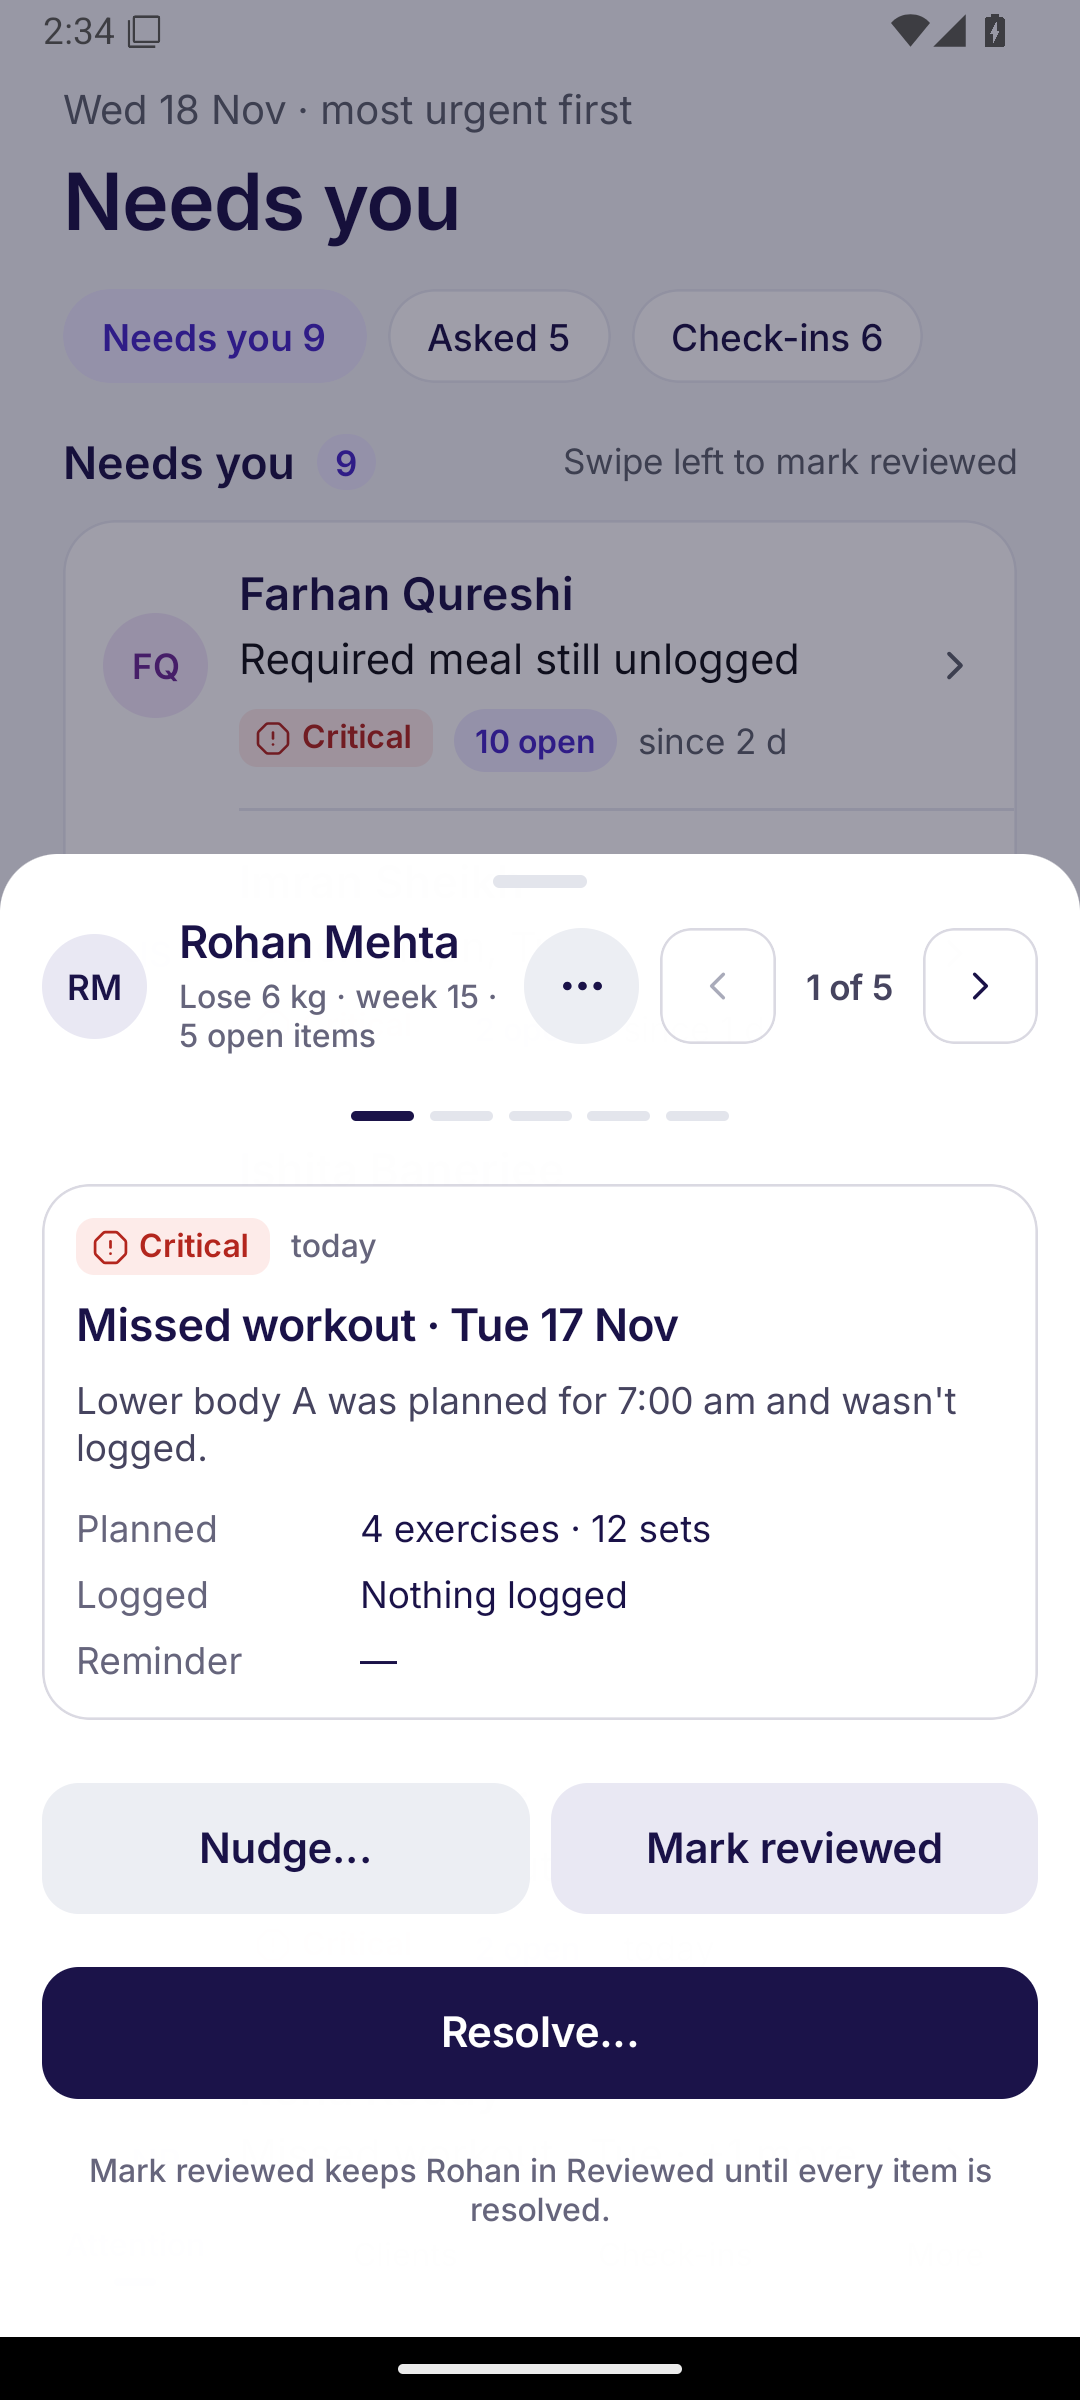 2:34
Wed 18 Nov · most urgent first
Needs you
Needs you 9
Asked 5
Check-ins 6
Needs you 9
Swipe left to mark reviewed
Farhan Qureshi
FQ
Required meal still unlogged
Critical
10 open
since 2 d
RM
Rohan Mehta
Lose 6 kg · week 15 ·
5 open items
1 of 5
Critical
today
Missed workout · Tue 17 Nov
Lower body A was planned for 7:00 am and wasn't
logged.
Planned
4 exercises · 12 sets
Logged
Nothing logged
Reminder
—
Nudge...
Mark reviewed
Resolve...
Mark reviewed keeps Rohan in Reviewed until every item is
resolved.